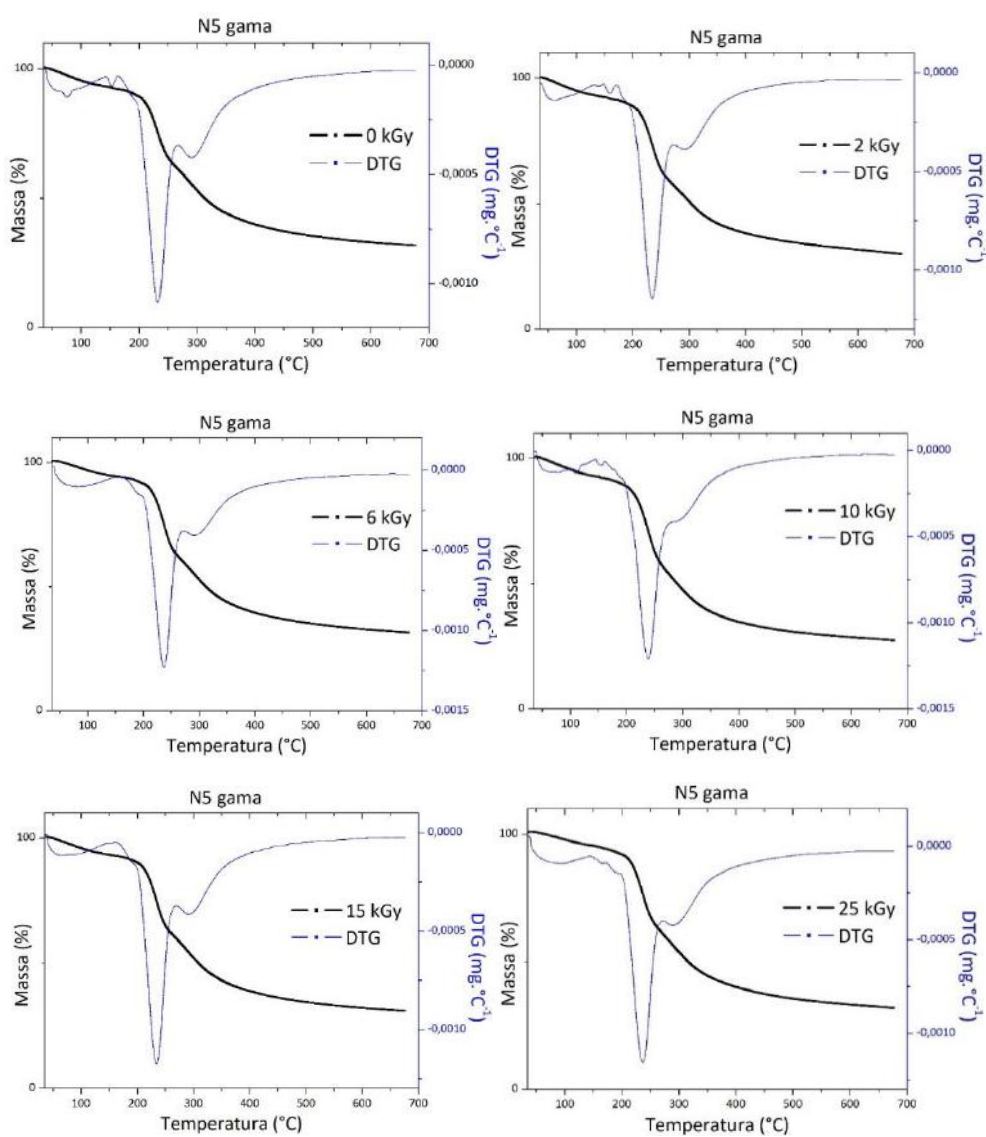 N5 gama
100
0
Massa (%)
0 kGy
DTG
0,0000
-0,0005
-0,0010
DTG (mg.°C⁻¹)
100 200 300 400 500 600 700
Temperatura (°C)
N5 gama
100
0
Massa (%)
2 kGy
DTG
0,0000
-0,0005
-0,0010
DTG (mg.°C⁻¹)
100 200 300 400 500 600 700
Temperatura (°C)
N5 gama
100
0
Massa (%)
6 kGy
DTG
0,0000
-0,0005
-0,0010
-0,0015
DTG (mg.°C⁻¹)
100 200 300 400 500 600 700
Temperatura (°C)
N5 gama
100
0
Massa (%)
10 kGy
DTG
0,0000
-0,0005
-0,0010
-0,0015
DTG (mg.°C⁻¹)
100 200 300 400 500 600 700
Temperatura (°C)
N5 gama
100
0
Massa (%)
15 kGy
DTG
0,0000
-0,0005
-0,0010
DTG (mg.°C⁻¹)
100 200 300 400 500 600 700
Temperatura (°C)
N5 gama
100
0
Massa (%)
25 kGy
DTG
0,0000
-0,0005
-0,0010
DTG (mg.°C⁻¹)
100 200 300 400 500 600 700
Temperatura (°C)